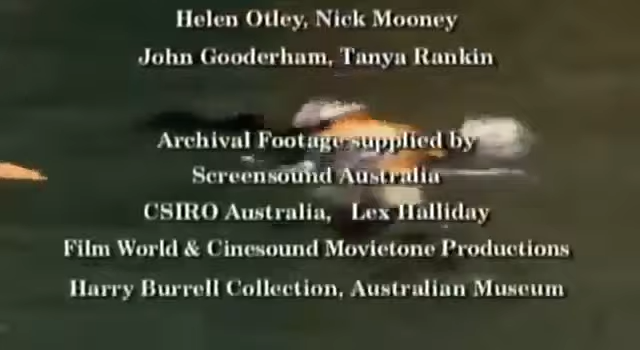 Helen Otley, Nick Mooney
John Gooderham, Tanya Rankin
Archival Footage supplied by
Screensound Australia
CSIRO Australia, Lex Halliday
Film World & Cinesound Movietone Productions
Harry Burrell Collection, Australian Museum